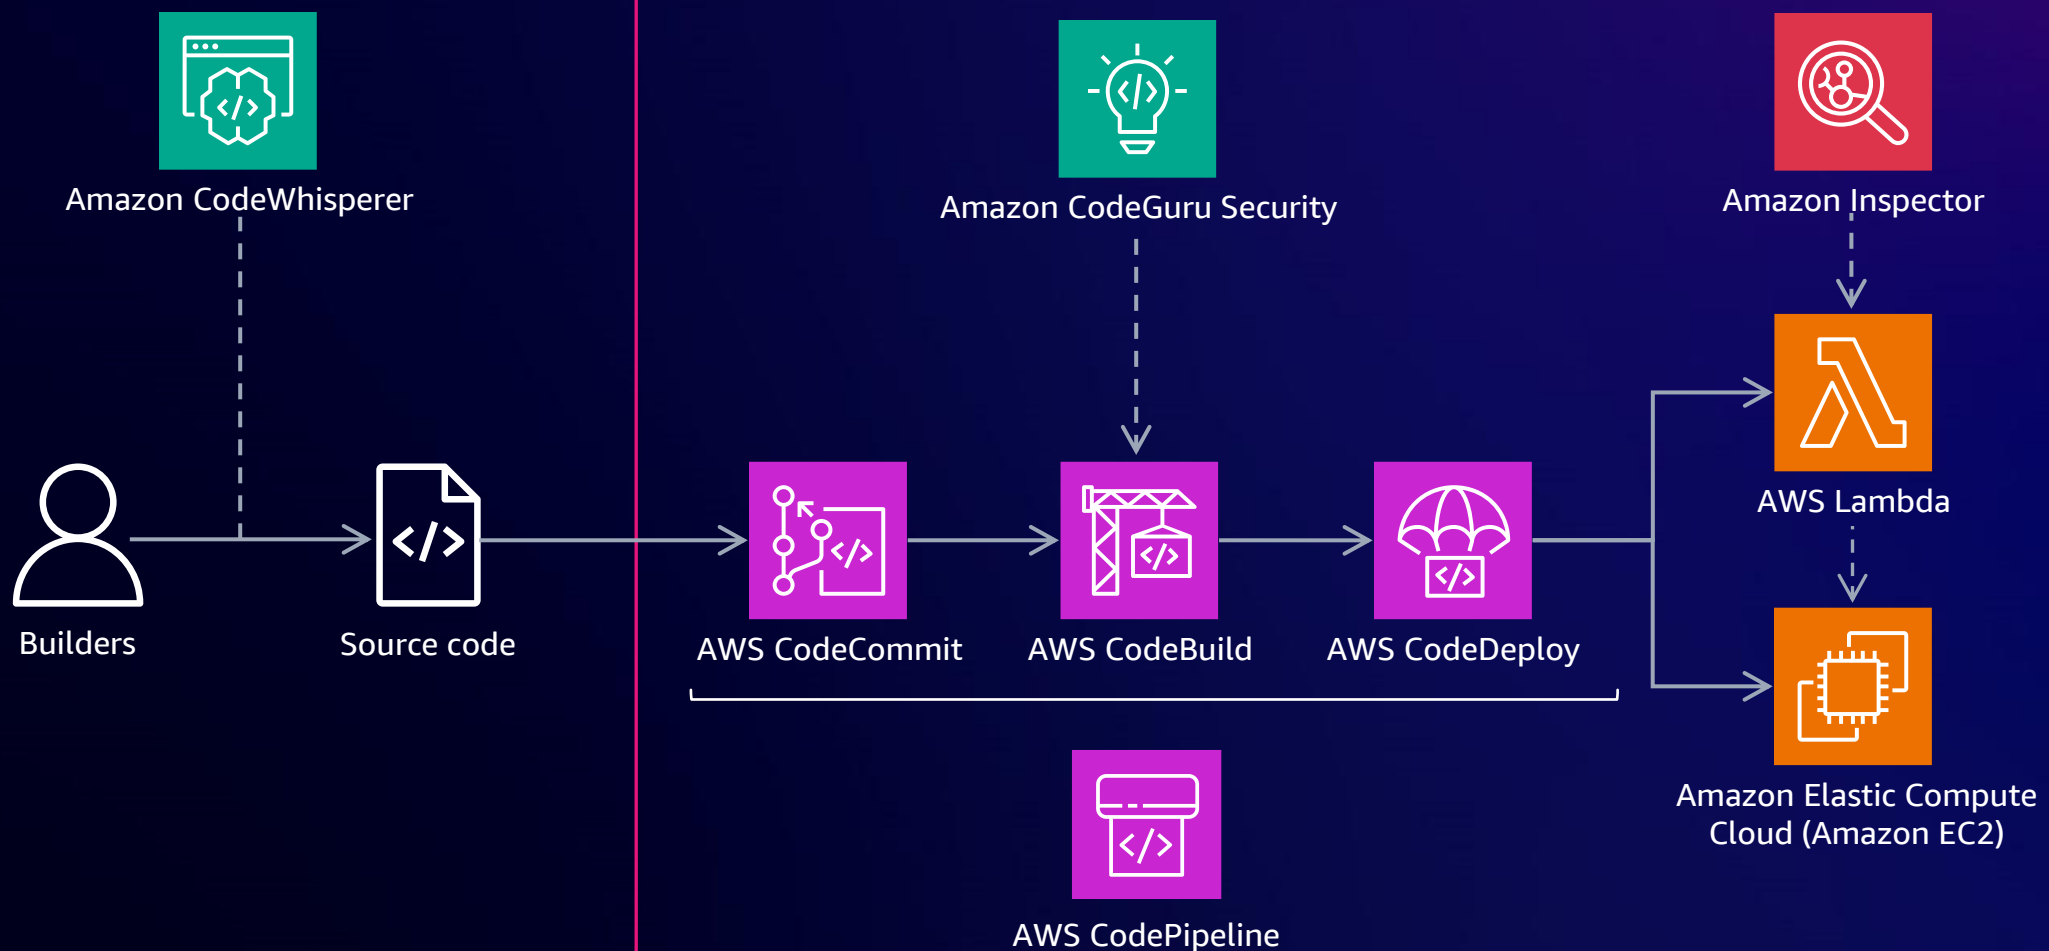 Amazon CodeWhisperer
Amazon CodeGuru Security
Amazon Inspector
AWS Lambda
Builders
Source code
AWS CodeCommit
AWS CodeBuild
AWS CodeDeploy
Amazon Elastic Compute
Cloud (Amazon EC2)
AWS CodePipeline